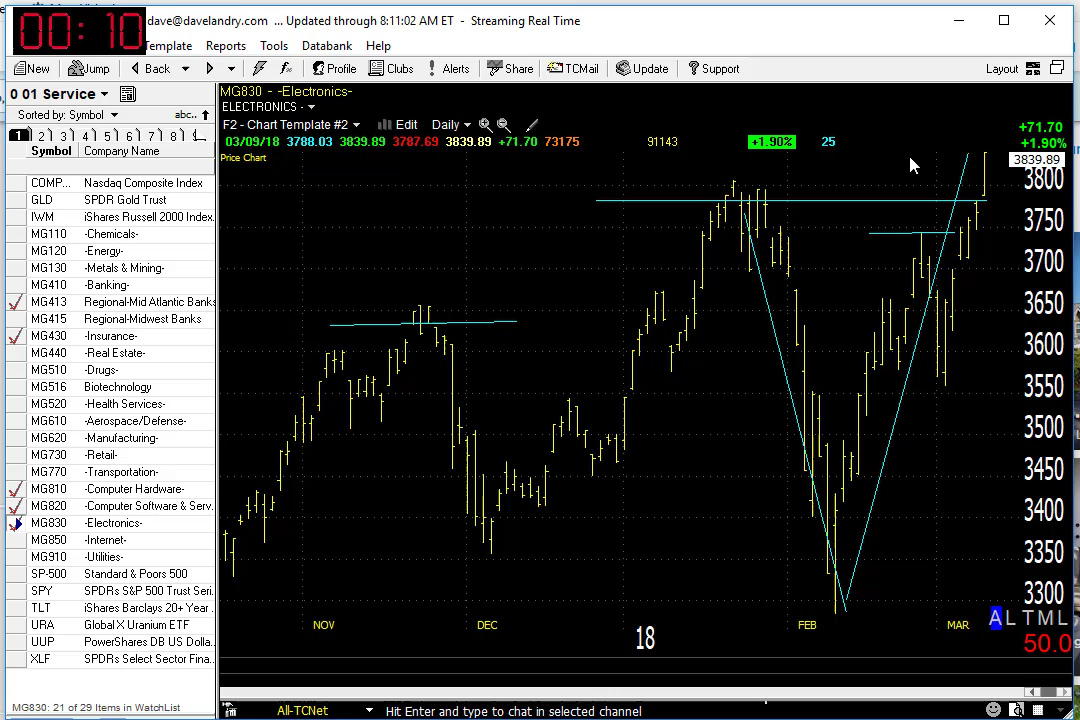 00:10
dave@davelandry.com ... Updated through 8:11:02 AM ET - Streaming Real Time
Template Reports Tools Databank Help
New Jump Back Profile Clubs Alerts Share TCMail Update Support Layout
0 01 Service
Sorted by: Symbol abc..
1 2 3 4 5 6 7 8
Symbol Company Name
COMP... Nasdaq Composite Index
GLD SPDR Gold Trust
IWM iShares Russell 2000 Index.
MG110 -Chemicals-
MG120 -Energy-
MG130 -Metals & Mining-
MG410 -Banking-
MG413 Regional-Mid Atlantic Banks
MG415 Regional-Midwest Banks
MG430 -Insurance-
MG440 -Real Estate-
MG510 -Drugs-
MG516 Biotechnology
MG520 -Health Services-
MG610 -Aerospace/Defense-
MG620 -Manufacturing-
MG730 -Retail-
MG770 -Transportation-
MG810 -Computer Hardware-
MG820 -Computer Software & Serv.
MG830 -Electronics-
MG850 -Internet-
MG910 -Utilities-
SP-500 Standard & Poors 500
SPY SPDRs S&P 500 Trust Seri.
TLT iShares Barclays 20+ Year .
URA Global X Uranium ETF
UUP PowerShares DB US Dolla..
XLF SPDRs Select Sector Fina..
MG830: 21 of 29 Items in WatchList
MG830 - -Electronics-
ELECTRONICS -
F2 - Chart Template #2 Edit Daily
03/09/18 3788.03 3839.89 3787.69 3839.89 +71.70 73175 91143 +1.90% 25
Price Chart
+71.70
+1.90%
3839.89
3800
3750
3700
3650
3600
3550
3500
3450
3400
3350
3300
NOV DEC 18 FEB MAR
A L T M L
50.0
All-TCNet Hit Enter and type to chat in selected channel